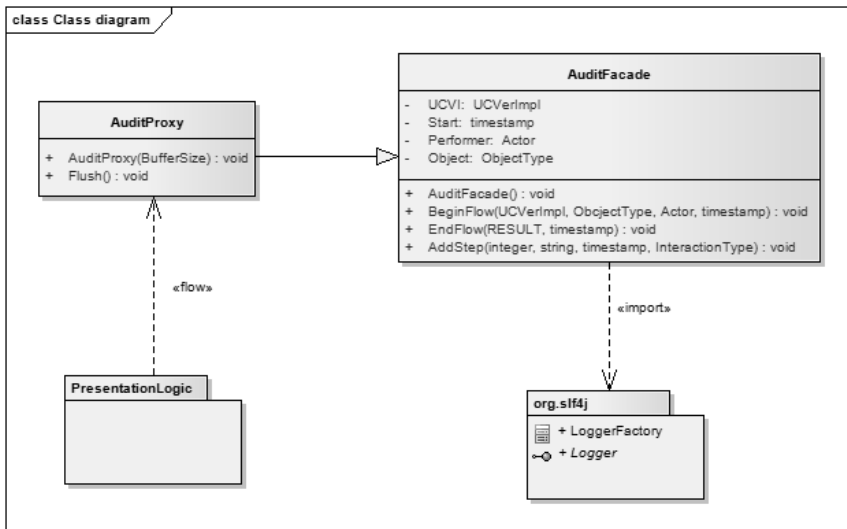 class Class diagram
AuditProxy
+ AuditProxy(BufferSize) : void
+ Flush() : void
AuditFacade
- UCVI: UCVerImpl
- Start: timestamp
- Performer: Actor
- Object: ObjectType
+ AuditFacade() : void
+ BeginFlow(UCVerImpl, ObcjectType, Actor, timestamp) : void
+ EndFlow(RESULT, timestamp) : void
+ AddStep(integer, string, timestamp, InteractionType) : void
«flow»
«import»
PresentationLogic
org.slf4j
+ LoggerFactory
+ Logger